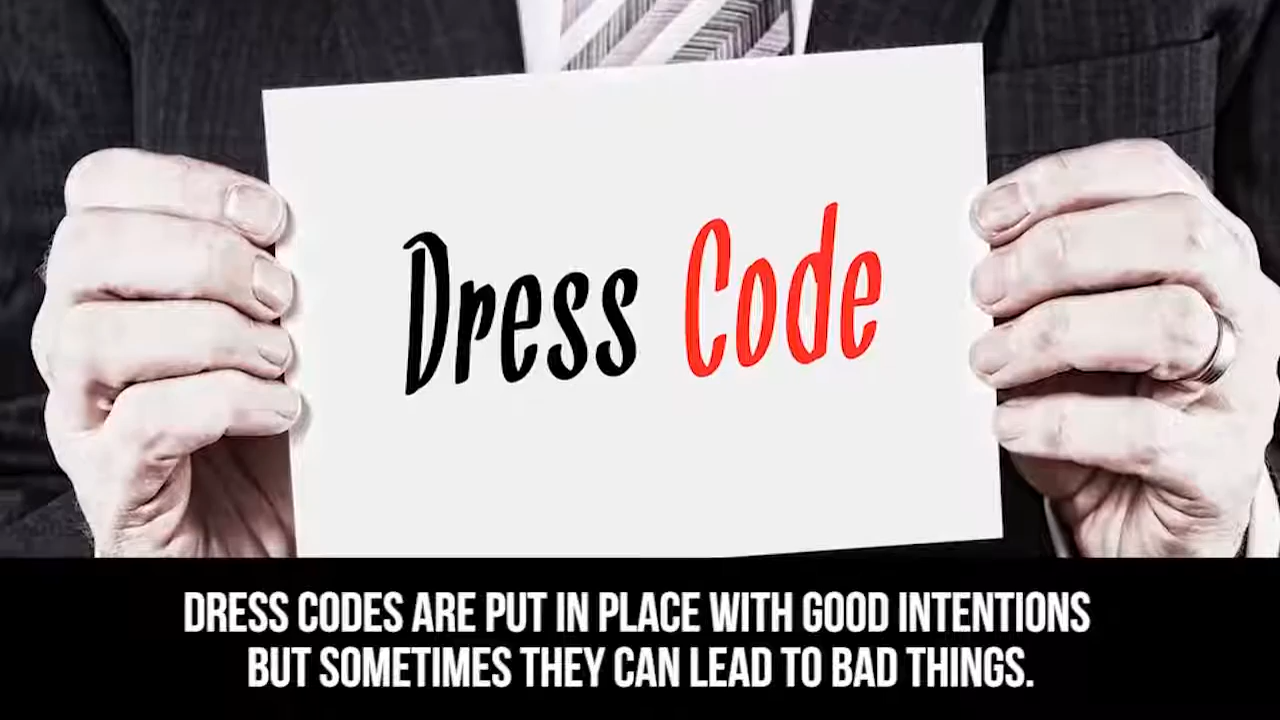 Dress Code
DRESS CODES ARE PUT IN PLACE WITH GOOD INTENTIONS
BUT SOMETIMES THEY CAN LEAD TO BAD THINGS.